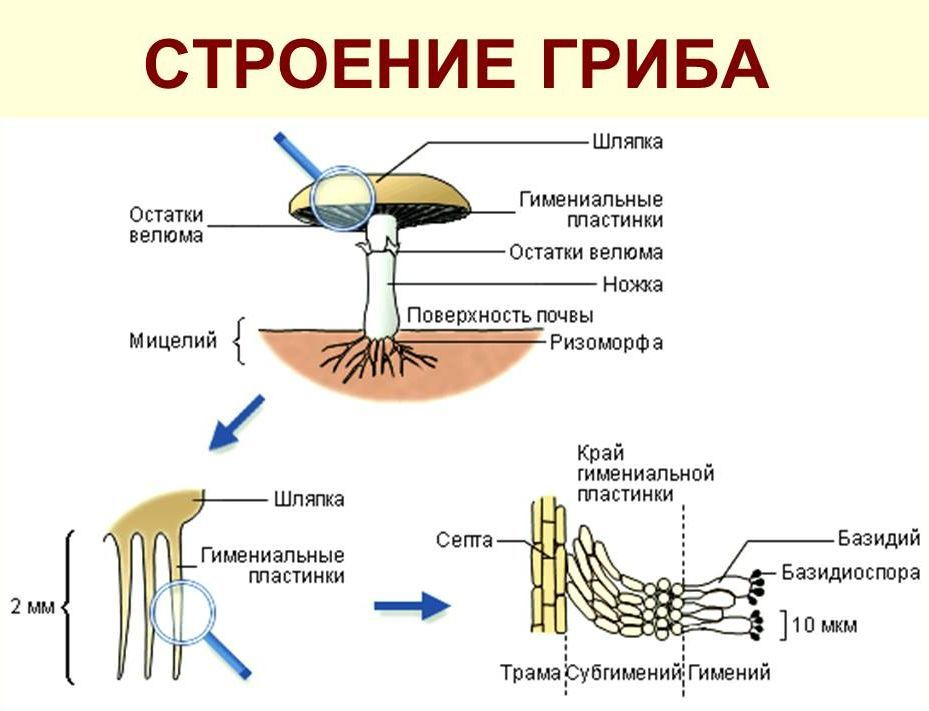 СТРОЕНИЕ ГРИБА
Шляпка
Гимениальные
пластинки
Остатки
велюма
Остатки велюма
Ножка
Поверхность почвы
Мицелий
Ризоморфа
Шляпка
Гимениальные
пластинки
2 мм
Край
гимениальной
пластинки
Септа
Базидий
Базидиоспора
10 мкм
Трама
Субгимений
Гимений